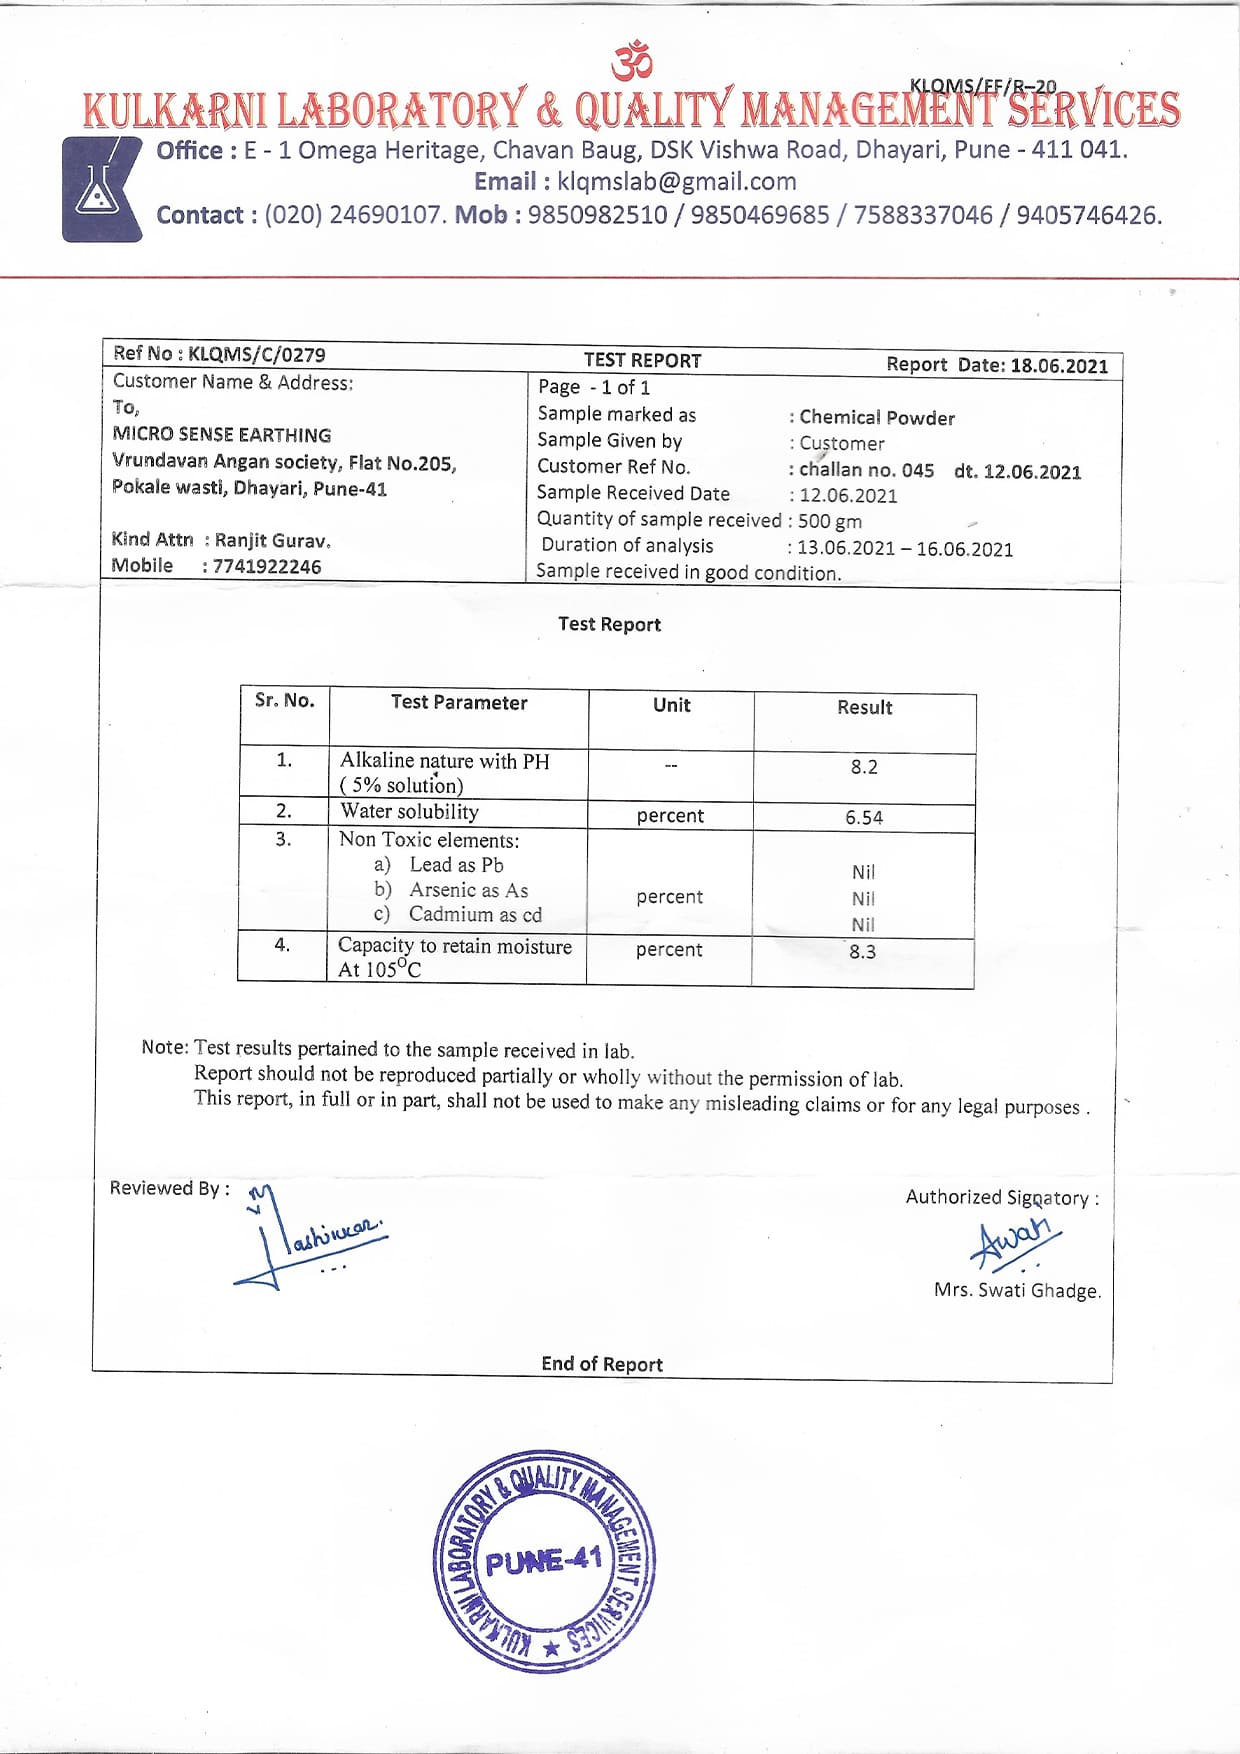 ॐ
KLQMS/FF/R–20
KULKARNI LABORATORY & QUALITY MANAGEMENT SERVICES
Office : E - 1 Omega Heritage, Chavan Baug, DSK Vishwa Road, Dhayari, Pune - 411 041.
Email : klqmslab@gmail.com
Contact : (020) 24690107. Mob : 9850982510 / 9850469685 / 7588337046 / 9405746426.
Ref No : KLQMS/C/0279 TEST REPORT Report Date: 18.06.2021
Customer Name & Address:
To,
MICRO SENSE EARTHING
Vrundavan Angan society, Flat No.205,
Pokale wasti, Dhayari, Pune-41
Kind Attn : Ranjit Gurav.
Mobile : 7741922246
Page - 1 of 1
Sample marked as : Chemical Powder
Sample Given by : Customer
Customer Ref No. : challan no. 045 dt. 12.06.2021
Sample Received Date : 12.06.2021
Quantity of sample received : 500 gm
Duration of analysis : 13.06.2021 – 16.06.2021
Sample received in good condition.
Test Report
Sr. No. Test Parameter Unit Result
1. Alkaline nature with PH -- 8.2
( 5% solution)
2. Water solubility percent 6.54
3. Non Toxic elements:
a) Lead as Pb Nil
b) Arsenic as As percent Nil
c) Cadmium as cd Nil
4. Capacity to retain moisture percent 8.3
At 105⁰C
Note: Test results pertained to the sample received in lab.
Report should not be reproduced partially or wholly without the permission of lab.
This report, in full or in part, shall not be used to make any misleading claims or for any legal purposes .
Reviewed By :
Authorized Signatory :
Mrs. Swati Ghadge.
End of Report
KULKARNI LABORATORY & QUALITY MANAGEMENT SERVICES ★
PUNE-41